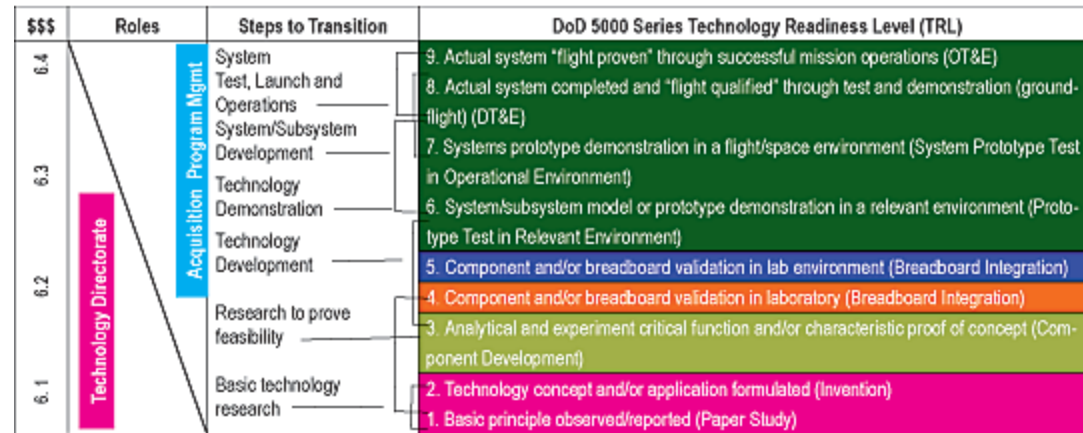 $$$ Roles Steps to Transition DoD 5000 Series Technology Readiness Level (TRL)
6.4
6.3
6.2
6.1
Technology Directorate
Acquisition Program Mgmt
System
Test, Launch and
Operations
System/Subsystem
Development
Technology
Demonstration
Technology
Development
Research to prove
feasibility
Basic technology
research
9. Actual system “flight proven” through successful mission operations (OT&E)
8. Actual system completed and “flight qualified” through test and demonstration (ground-
flight) (DT&E)
7. Systems prototype demonstration in a flight/space environment (System Prototype Test
in Operational Environment)
6. System/subsystem model or prototype demonstration in a relevant environment (Proto-
type Test in Relevant Environment)
5. Component and/or breadboard validation in lab environment (Breadboard Integration)
4. Component and/or breadboard validation in laboratory (Breadboard Integration)
3. Analytical and experiment critical function and/or characteristic proof of concept (Com-
ponent Development)
2. Technology concept and/or application formulated (Invention)
1. Basic principle observed/reported (Paper Study)